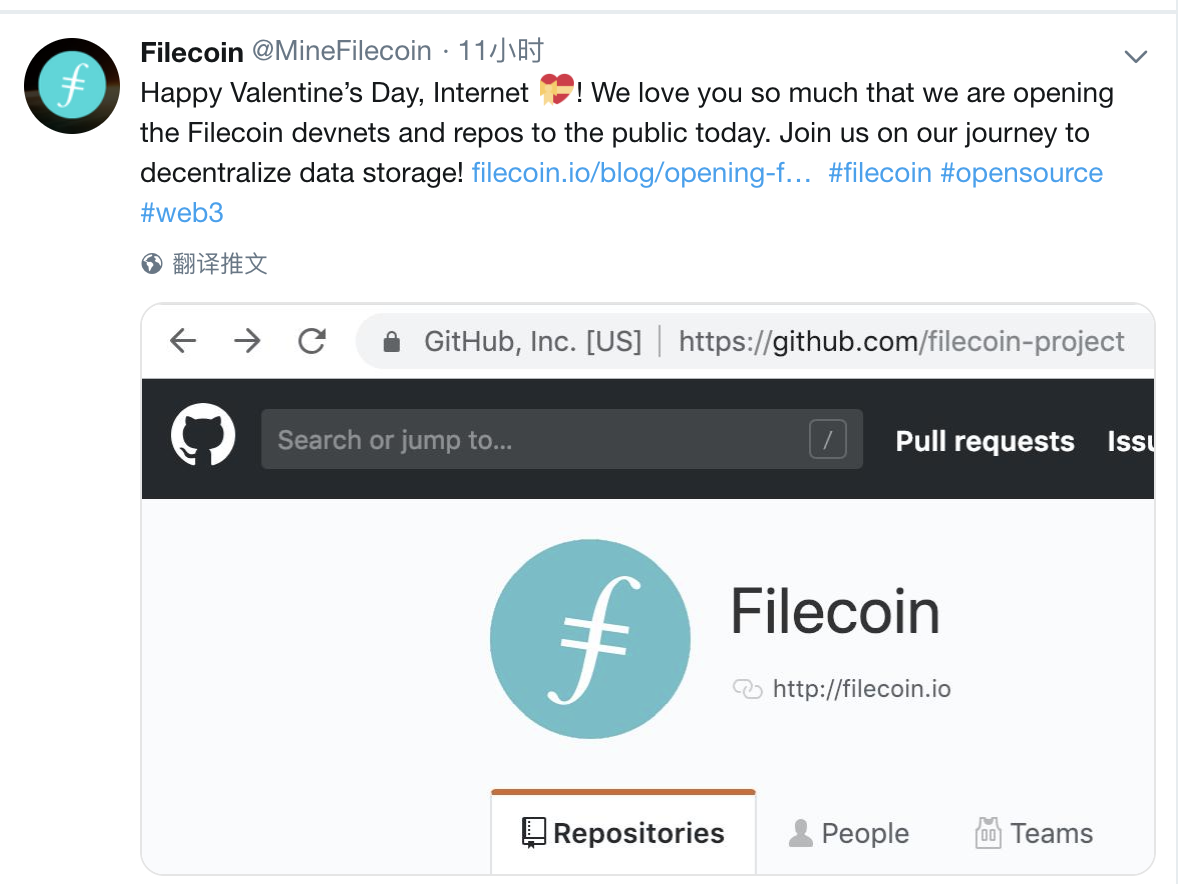 Filecoin @MineFilecoin · 11小时
Happy Valentine's Day, Internet 💝! We love you so much that we are opening
the Filecoin devnets and repos to the public today. Join us on our journey to
decentralize data storage! filecoin.io/blog/opening-f… #filecoin #opensource
#web3
翻译推文
GitHub, Inc. [US] | https://github.com/filecoin-project
Search or jump to... / Pull requests Issu
Filecoin
http://filecoin.io
Repositories People Teams